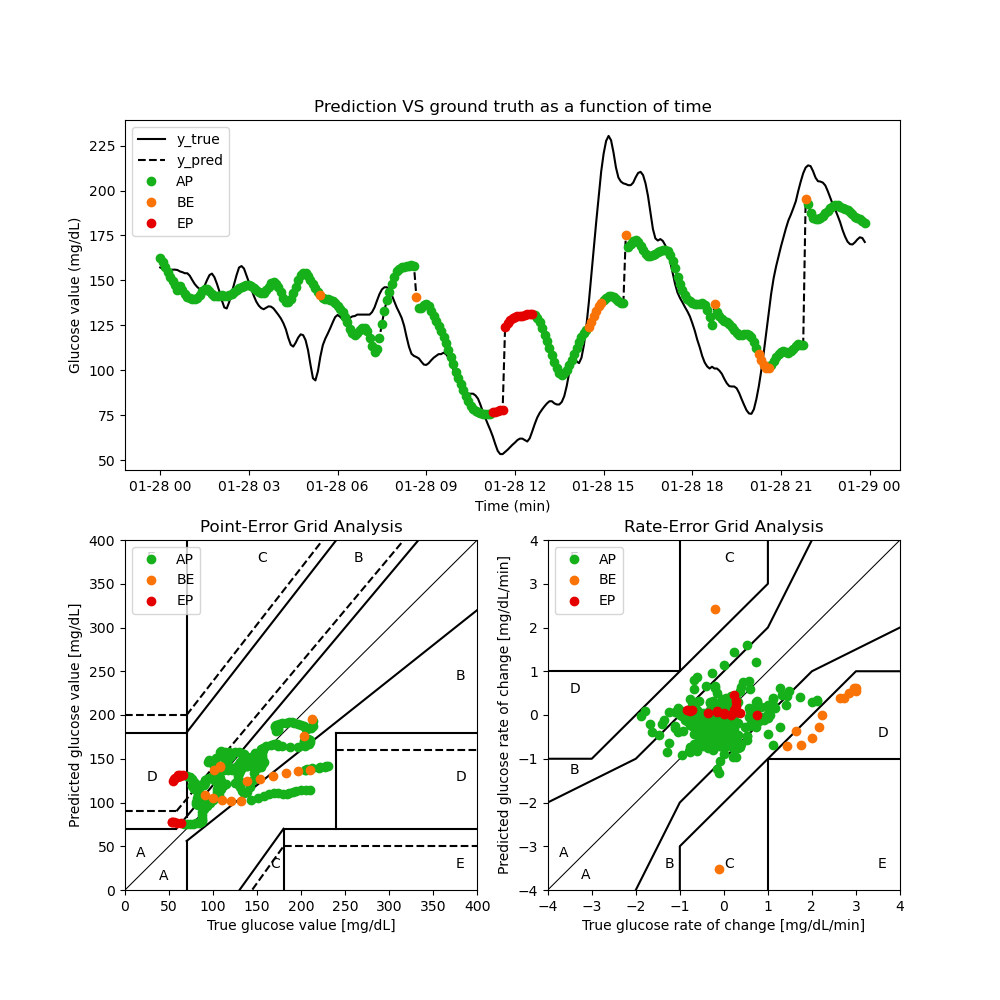 Prediction VS ground truth as a function of time
Glucose value (mg/dL)
225
200
175
150
125
100
75
50
y_true
y_pred
AP
BE
EP
01-28 00 01-28 03 01-28 06 01-28 09 01-28 12 01-28 15 01-28 18 01-28 21 01-29 00
Time (min)
Point-Error Grid Analysis
Predicted glucose value [mg/dL]
400
350
300
250
200
150
100
50
0
AP
BE
EP
C
B
B
D
D
A
A
C
E
0 50 100 150 200 250 300 350 400
True glucose value [mg/dL]
Rate-Error Grid Analysis
Predicted glucose rate of change [mg/dL/min]
4
3
2
1
0
−1
−2
−3
−4
AP
BE
EP
C
D
D
B
A
A
B
C
E
−4 −3 −2 −1 0 1 2 3 4
True glucose rate of change [mg/dL/min]